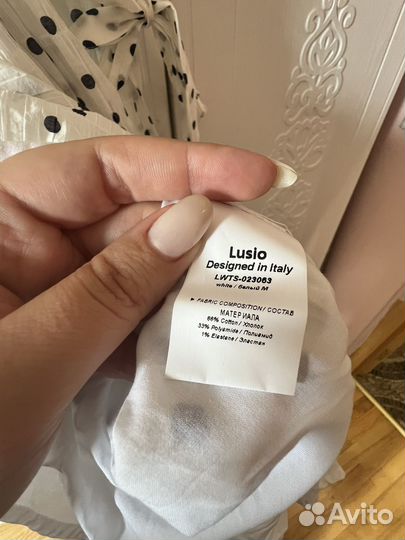 Lusio
Designed in Italy
LWTS-023063
white / белый M
► FABRIC COMPOSITION / СОСТАВ
МАТЕРИАЛА
66% Cotton / Хлопок
33% Polyamide / Полиамид
1% Elastane / Эластан
Avito